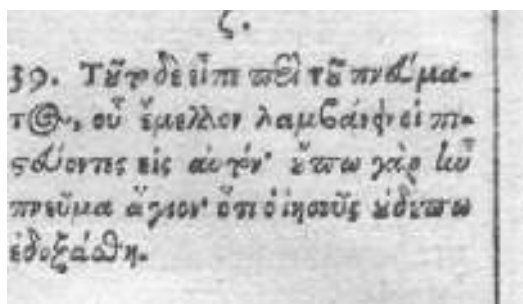 ζ.
39. Τοῦτο δὲ εἶπε περὶ τοῦ πνεύμα-
τος, οὗ ἔμελλον λαμβάνειν οἱ πι-
στεύοντες εἰς αὐτόν· οὔπω γὰρ ἦν
πνεῦμα ἅγιον· ὅτι ὁ ἰησοῦς οὐδέπω
ἐδοξάσθη.